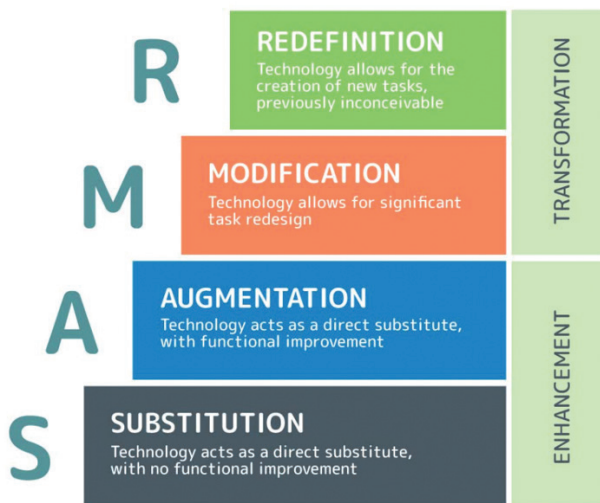 R
REDEFINITION
Technology allows for the
creation of new tasks,
previously inconceivable
M
MODIFICATION
Technology allows for significant
task redesign
TRANSFORMATION
A
AUGMENTATION
Technology acts as a direct substitute,
with functional improvement
S
SUBSTITUTION
Technology acts as a direct substitute,
with no functional improvement
ENHANCEMENT